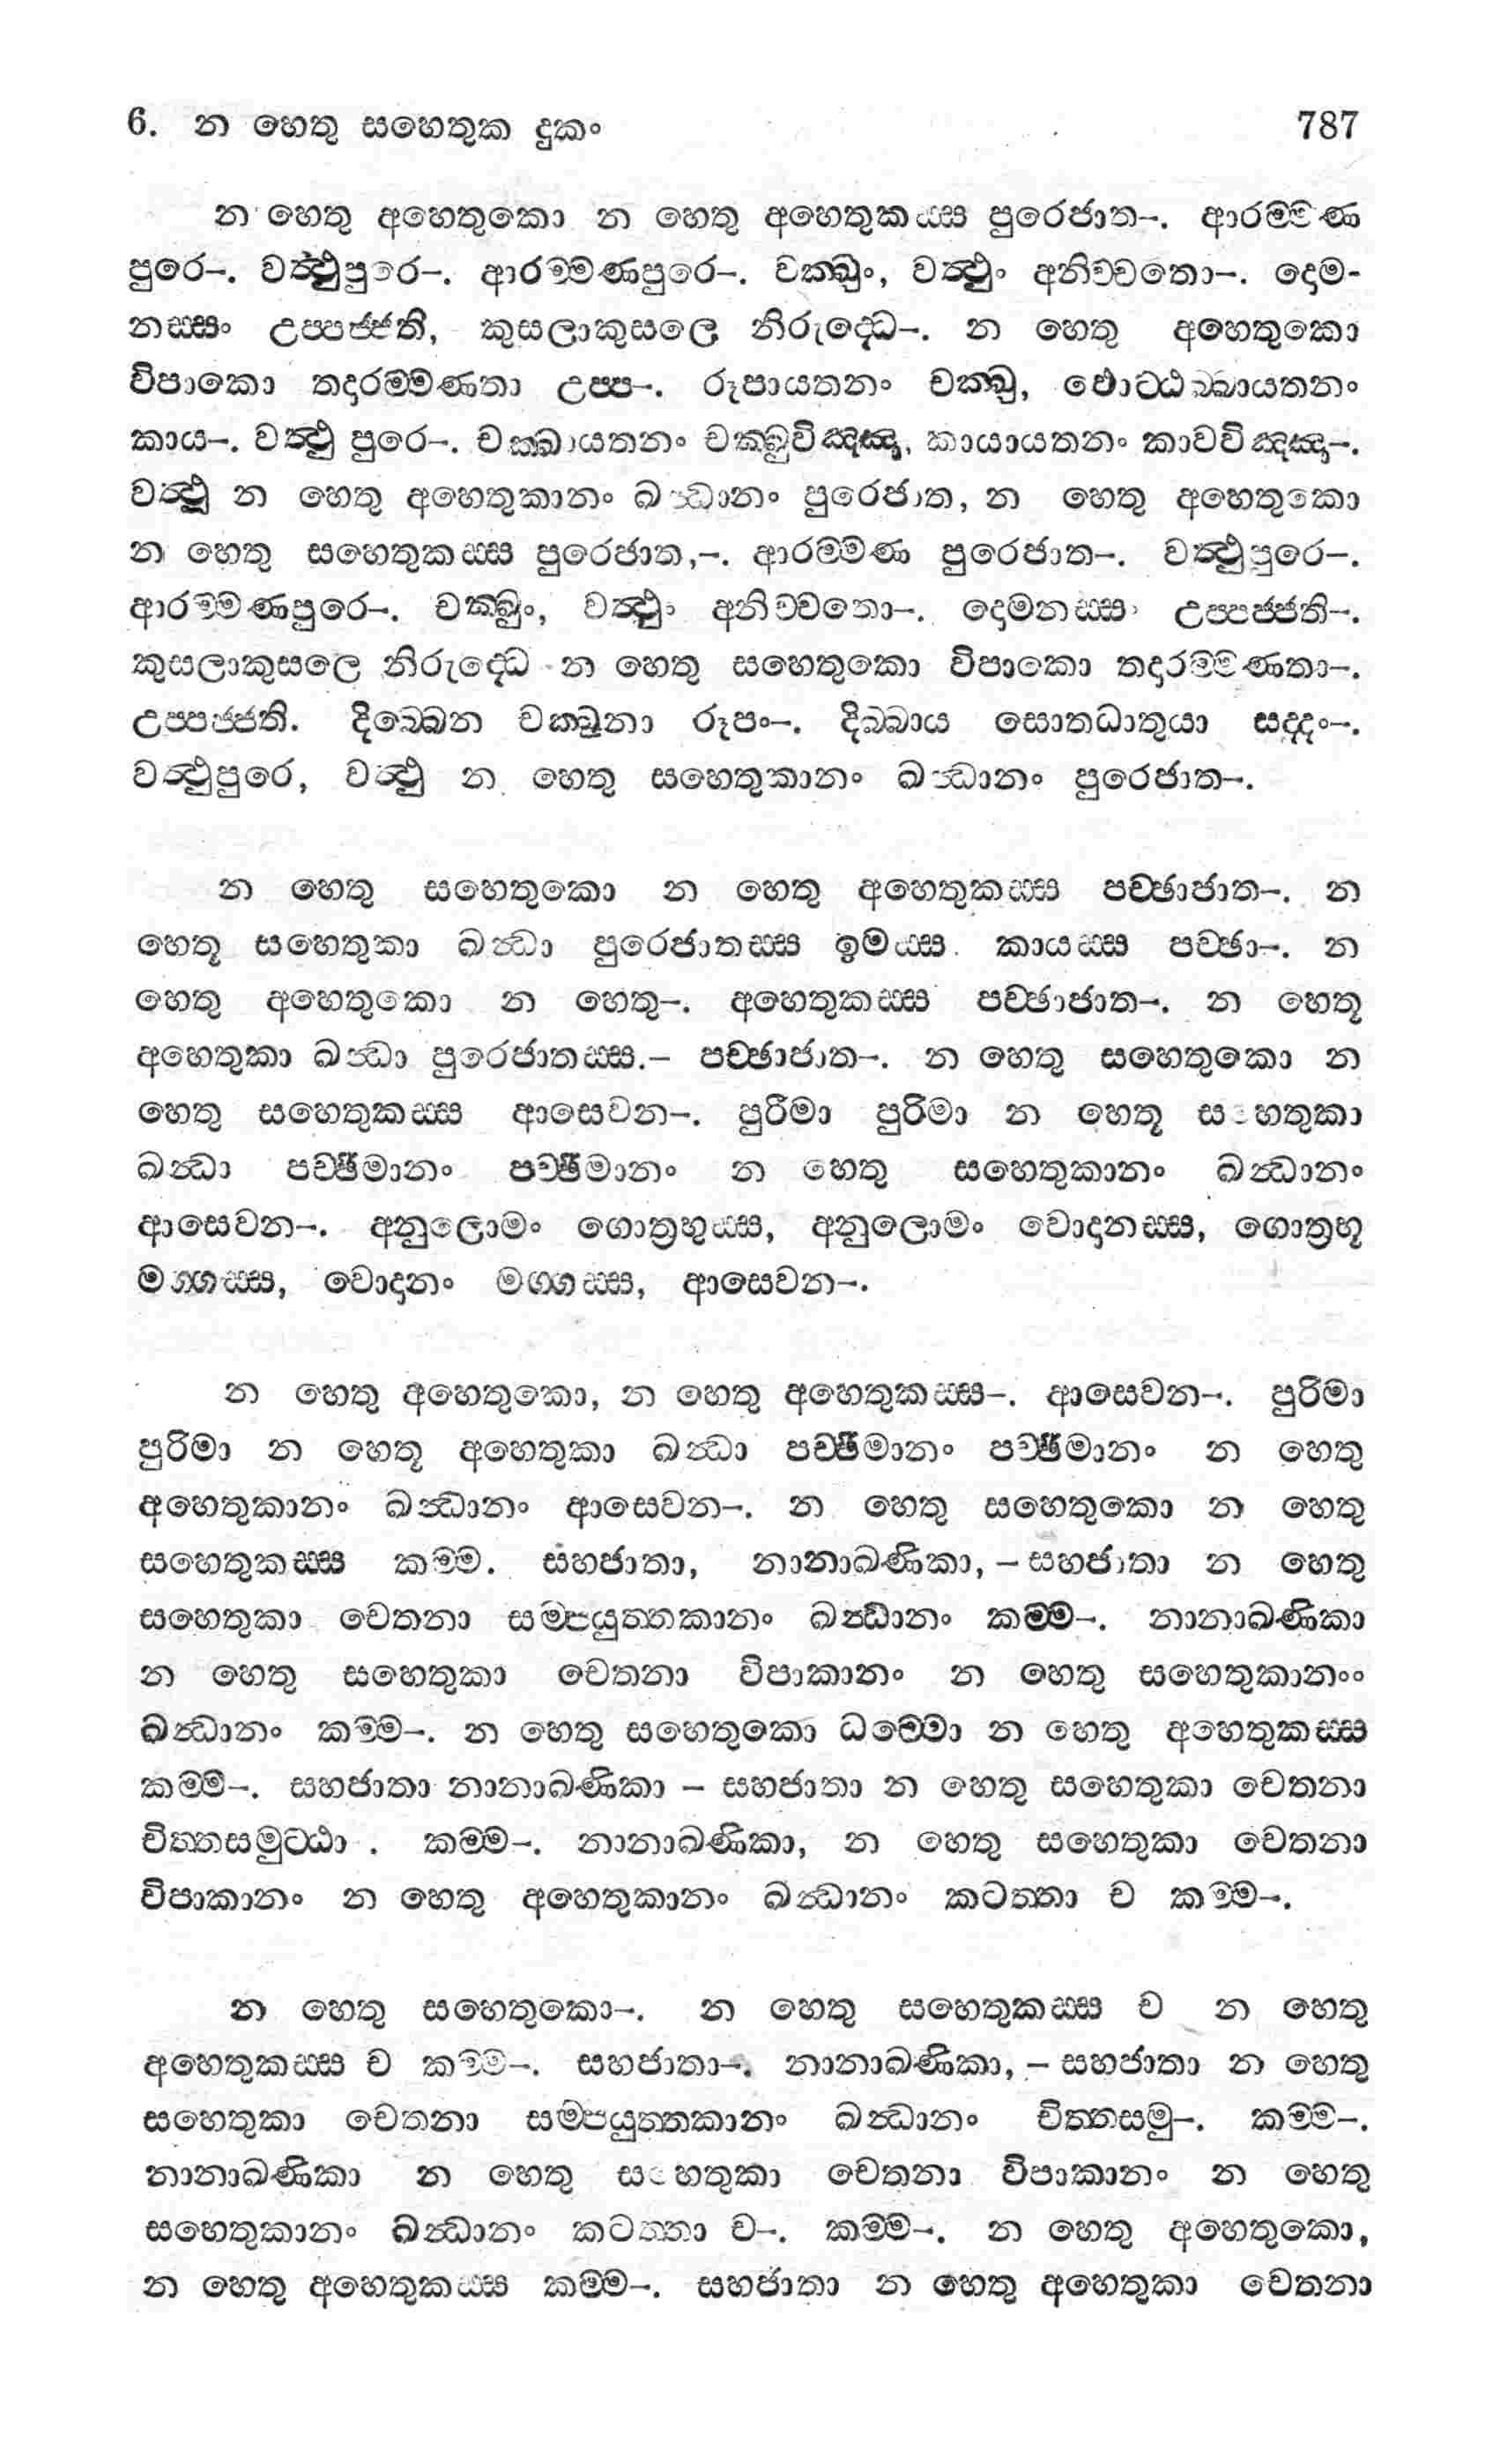 6. න හෙතු සහෙතුක දුකං 787
න හෙතු අහෙතුකො න හෙතු අහෙතුකස්ස පුරෙජාත–. ආරම්මණ
පුරෙ–. වත්ථුපුරෙ–. ආරම්මණපුරෙ–. චක්ඛුං, වත්ථුං අනිච්චතො–. දොම-
නස්සං උප්පජ්ජති, කුසලාකුසලෙ නිරුද්ධෙ–. න හෙතු අහෙතුකො
විපාකො තදාරම්මණතා උප්ප–. රූපායතනං චක්ඛු, ඵොට්ඨබ්බායතනං
කාය–. වත්ථු පුරෙ–. චක්ඛායතනං චක්ඛුවිඤ්ඤ, කායායතනං කාවවිඤ්ඤ–.
වත්ථූ න හෙතු අහෙතුකානං ඛන්ධානං පුරෙජාත, න හෙතු අහෙතුකො
න හෙතු සහෙතුකස්ස පුරෙජාත,–. ආරම්මණ පුරෙජාත–. වත්ථුපුරෙ–.
ආරම්මණපුරෙ–. චක්ඛුං, වත්ථුං අනිච්චතො–. දොමනස්සං උප්පජ්ජති–.
කුසලාකුසලෙ නිරුද්ධෙ - න හෙතු සහෙතුකො විපාකො තදාරම්මණතා–.
උප්පජ්ජති. දිබ්බෙන චක්ඛුනා රූපං–. දිබ්බාය සොතධාතුයා සද්දං–.
වත්ථුපුරෙ, වත්ථු න හෙතු සහෙතුකානං ඛන්ධානං පුරෙජාත–.
න හෙතු සහෙතුකො න හෙතු අහෙතුකස්ස පච්ඡාජාත–. න
හෙතූ සහෙතුකා ඛන්ධා පුරෙජාතස්ස ඉමස්ස කායස්ස පච්ඡා–. න
හෙතු අහෙතුකො න හෙතු–. අහෙතුකස්ස පච්ඡාජාත–. න හෙතූ
අහෙතුකා ඛන්ධා පුරෙජාතස්ස.– පච්ඡාජාත–. න හෙතු සහෙතුකො න
හෙතු සහෙතුකස්ස ආසෙවන–. පුරිමා පුරිමා න හෙතූ සහෙතුකා
ඛන්ධා පච්ඡිමානං පච්ඡිමානං න හෙතු සහෙතුකානං ඛන්ධානං
ආසෙවන–. අනුලොමං ගොත්‍රභුස්ස, අනුලොමං වොදානස්ස, ගොත්‍රභූ
මග්ගස්ස, වොදානං මග්ගස්ස, ආසෙවන–.
න හෙතු අහෙතුකො, න හෙතු අහෙතුකස්ස–. ආසෙවන–. පුරිමා
පුරිමා න හෙතූ අහෙතුකා ඛන්ධා පච්ඡිමානං පච්ඡිමානං න හෙතු
අහෙතුකානං ඛන්ධානං ආසෙවන–. න හෙතු සහෙතුකො න හෙතු
සහෙතුකස්ස කම්ම. සහජාතා, නානාඛණිකා, – සහජාතා න හෙතු
සහෙතුකා චෙතනා සම්පයුත්තකානං ඛන්ධානං කම්ම–. නානාඛණිකා
න හෙතු සහෙතුකා චෙතනා විපාකානං න හෙතු සහෙතුකානංං
ඛන්ධානං කම්ම–. න හෙතු සහෙතුකො ධම්මො න හෙතු අහෙතුකස්ස
කම්ම–. සහජාතා නානාඛණිකා – සහජාතා න හෙතු සහෙතුකා චෙතනා
චිත්තසමුට්ඨා . කම්ම–. නානාඛණිකා, න හෙතු සහෙතුකා චෙතනා
විපාකානං න හෙතු අහෙතුකානං ඛන්ධානං කටත්තා ච කම්ම–.
න හෙතු සහෙතුකො–. න හෙතු සහෙතුකස්ස ච න හෙතු
අහෙතුකස්ස ච කම්ම–. සහජාතා–. නානාඛණිකා, – සහජාතා න හෙතු
සහෙතුකා චෙතනා සම්පයුත්තකානං ඛන්ධානං චිත්තසමු–. කම්ම–.
නානාඛණිකා න හෙතු සහෙතුකා චෙතනා විපාකානං න හෙතු
සහෙතුකානං ඛන්ධානං කටත්තා ච–. කම්ම–. න හෙතු අහෙතුකො,
න හෙතු අහෙතුකස්ස කම්ම–. සහජාතා න හෙතු අහෙතුකා චෙතනා